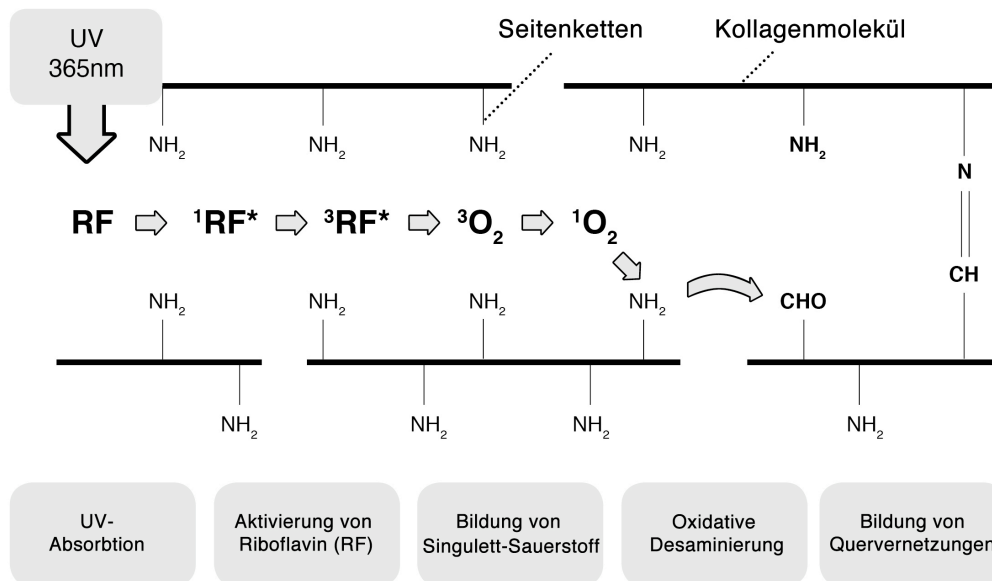 UV
365nm
Seitenketten
Kollagenmolekül
NH₂ NH₂ NH₂ NH₂ NH₂
N
RF ¹RF* ³RF* ³O₂ ¹O₂
CH
NH₂ NH₂ NH₂ NH₂ CHO
NH₂ NH₂ NH₂ NH₂
UV-
Absorbtion
Aktivierung von
Riboflavin (RF)
Bildung von
Singulett-Sauerstoff
Oxidative
Desaminierung
Bildung von
Quervernetzungen